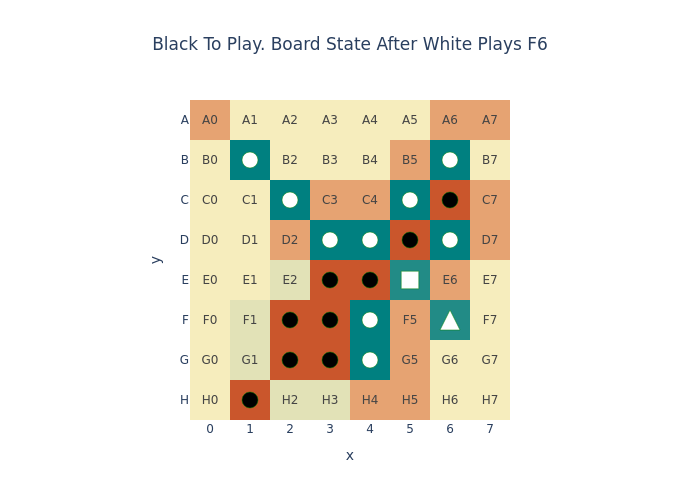 Black To Play. Board State After White Plays F6
A A0 A1 A2 A3 A4 A5 A6 A7
B B0 B2 B3 B4 B5 B7
C C0 C1 C3 C4 C7
D D0 D1 D2 D7
E E0 E1 E2 E6 E7
F F0 F1 F5 F7
G G0 G1 G5 G6 G7
H H0 H2 H3 H4 H5 H6 H7
0 1 2 3 4 5 6 7
x
y